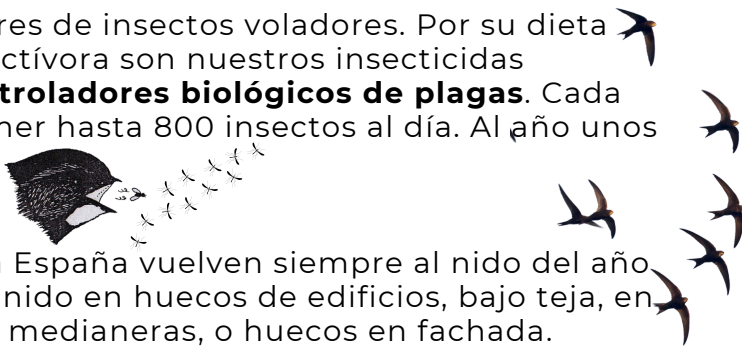 res de insectos voladores. Por su dieta
ctívora son nuestros insecticidas
troladores biológicos de plagas. Cada
ner hasta 800 insectos al día. Al año unos
España vuelven siempre al nido del año
nido en huecos de edificios, bajo teja, en
medianeras, o huecos en fachada.